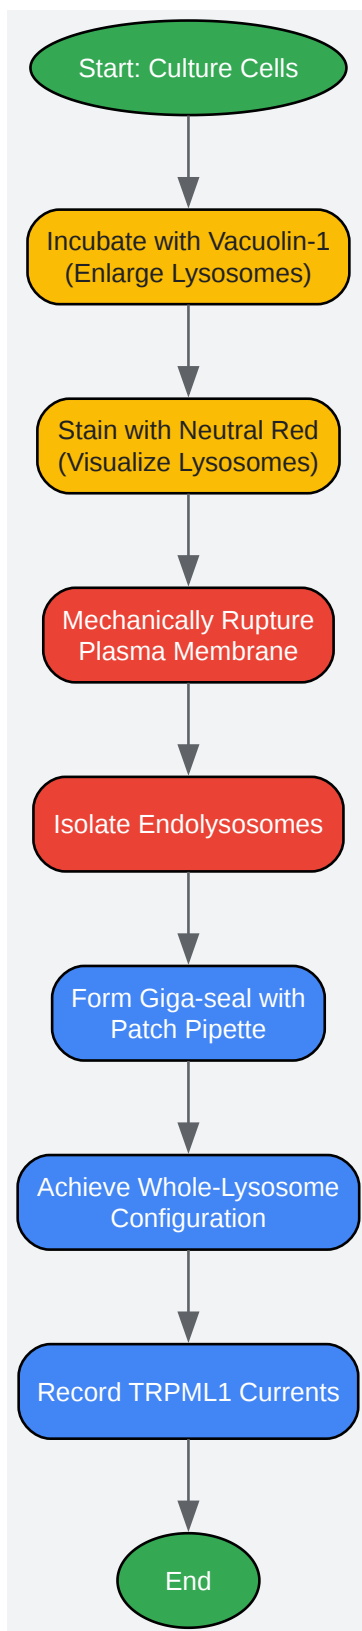 Start: Culture Cells
Incubate with Vacuolin-1
(Enlarge Lysosomes)
Stain with Neutral Red
(Visualize Lysosomes)
Mechanically Rupture
Plasma Membrane
Isolate Endolysosomes
Form Giga-seal with
Patch Pipette
Achieve Whole-Lysosome
Configuration
Record TRPML1 Currents
End